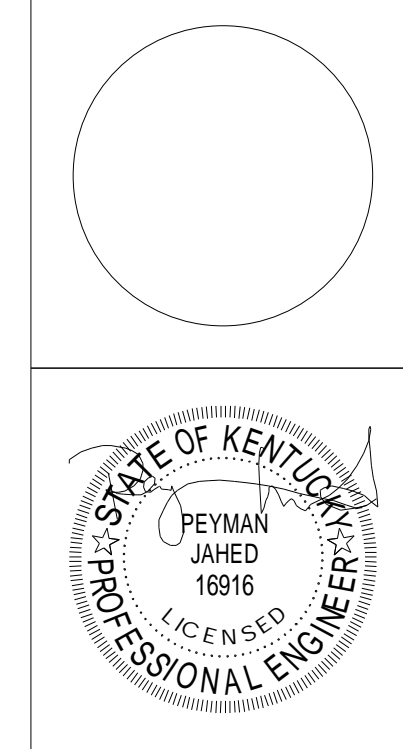 STATE OF KENTUCKY
PEYMAN
JAHED
16916
LICENSED
PROFESSIONAL ENGINEER